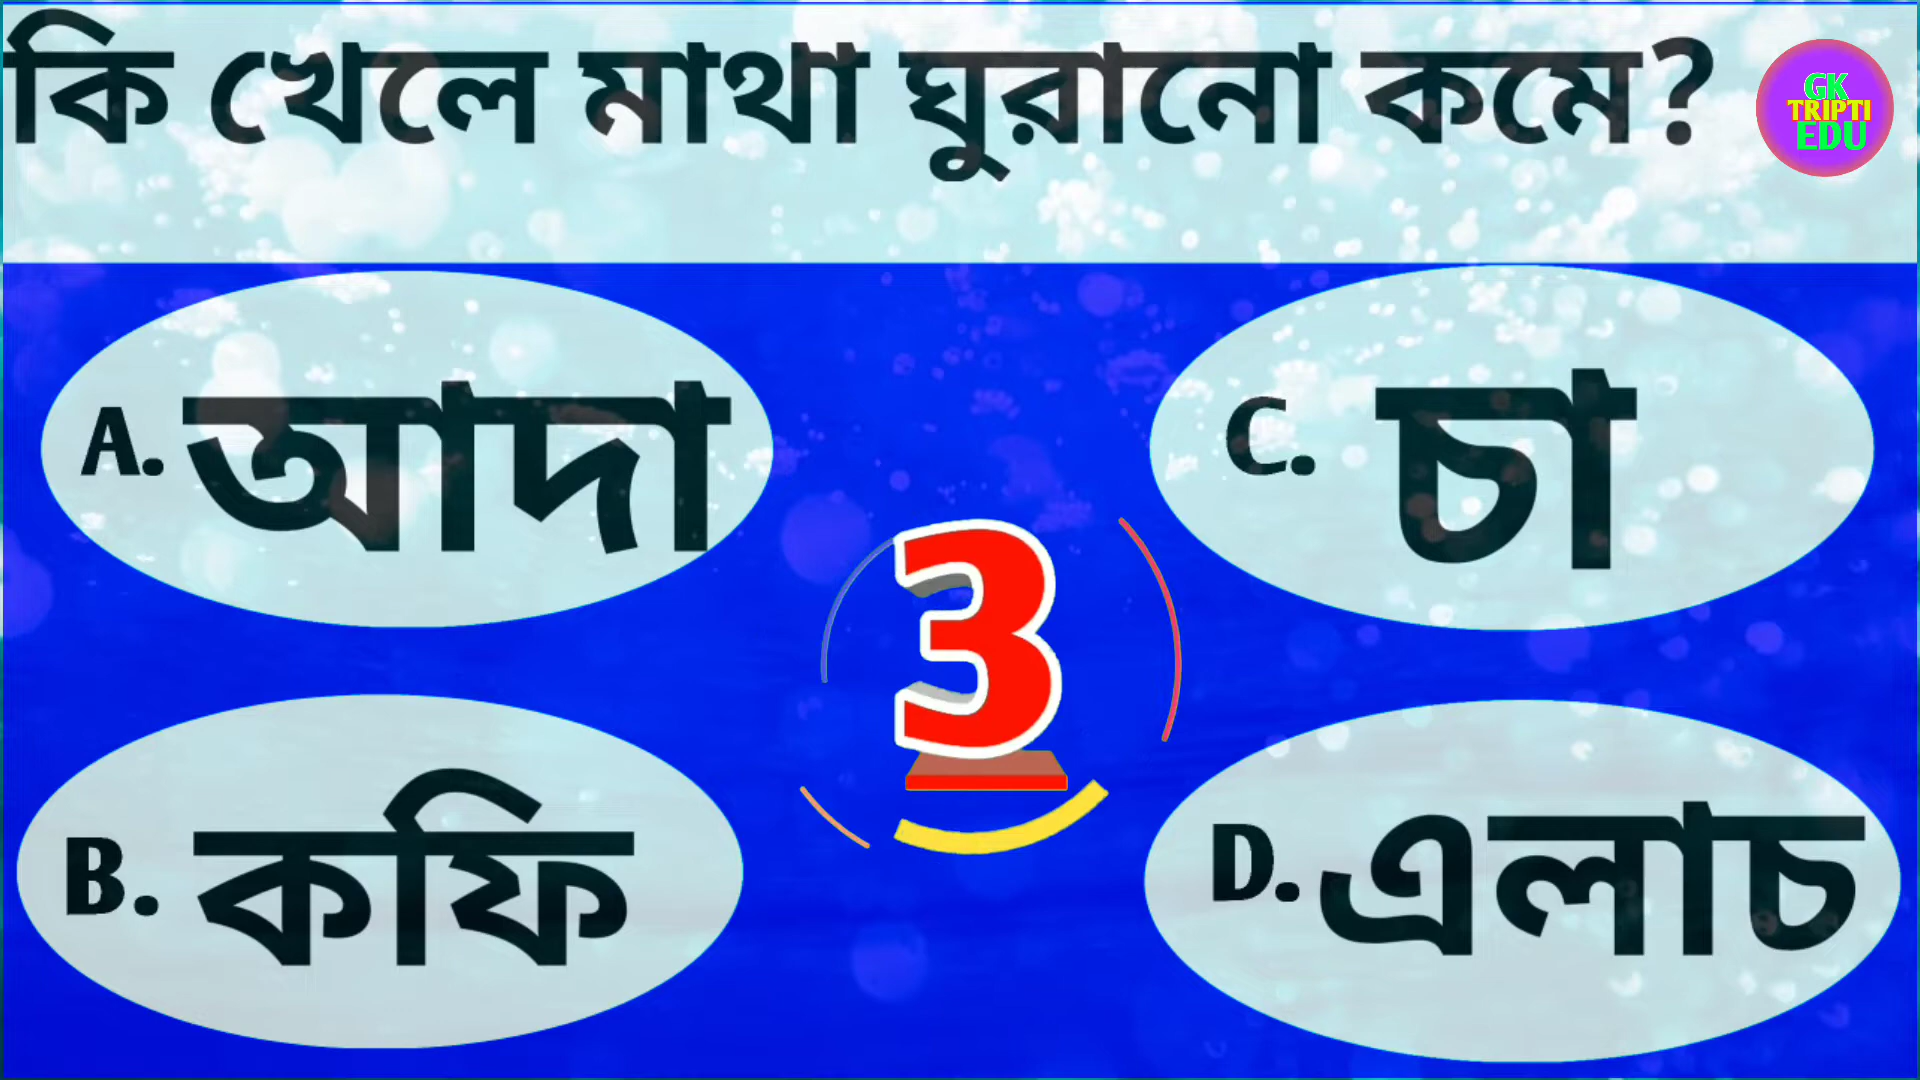 কি খেলে মাথা ঘুরানো কমে?
GK
TRIPTI
EDU
A. আদা
C. চা
3
B. কফি
D. এলাচ